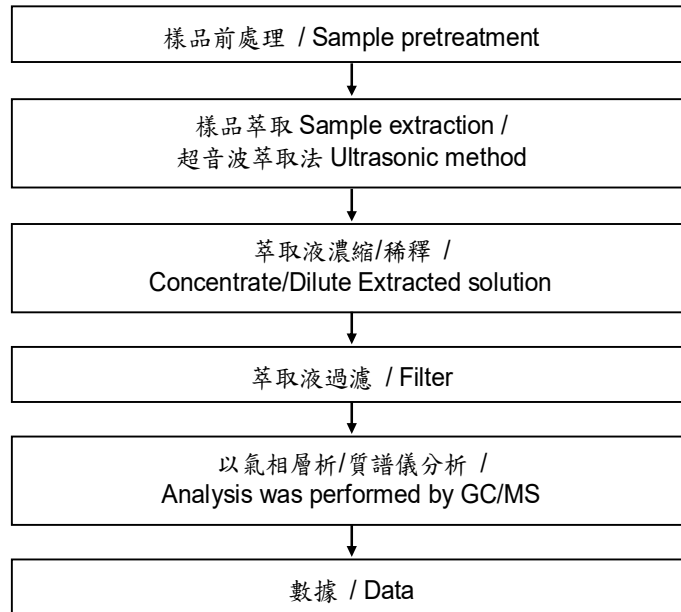 樣品前處理 / Sample pretreatment
樣品萃取 Sample extraction /
超音波萃取法 Ultrasonic method
萃取液濃縮/稀釋 /
Concentrate/Dilute Extracted solution
萃取液過濾 / Filter
以氣相層析/質譜儀分析 /
Analysis was performed by GC/MS
數據 / Data